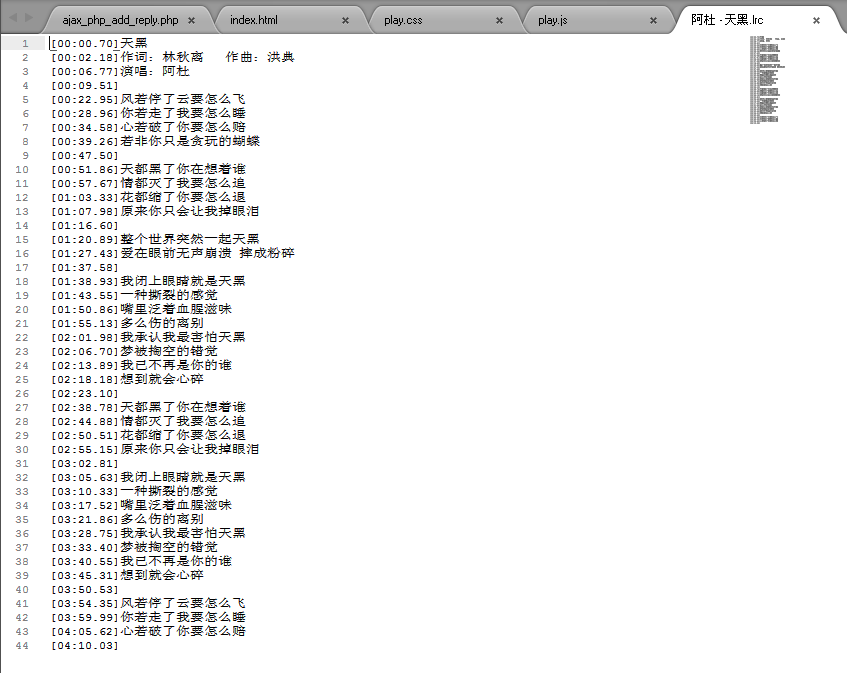 ajax_php_add_reply.php × index.html × play.css × play.js × 阿杜 - 天黑.lrc ×
1 [00:00.70]天黑
2 [00:02.18]作词：林秋离 作曲：洪典
3 [00:06.77]演唱：阿杜
4 [00:09.51]
5 [00:22.95]风若停了云要怎么飞
6 [00:28.96]你若走了我要怎么睡
7 [00:34.58]心若破了你要怎么赔
8 [00:39.26]若非你只是贪玩的蝴蝶
9 [00:47.50]
10 [00:51.86]天都黑了你在想着谁
11 [00:57.67]情都灭了我要怎么追
12 [01:03.33]花都缩了你要怎么退
13 [01:07.98]原来你只会让我掉眼泪
14 [01:16.60]
15 [01:20.89]整个世界突然一起天黑
16 [01:27.43]爱在眼前无声崩溃 摔成粉碎
17 [01:37.58]
18 [01:38.93]我闭上眼睛就是天黑
19 [01:43.55]一种撕裂的感觉
20 [01:50.86]嘴里泛着血腥滋味
21 [01:55.13]多么伤的离别
22 [02:01.98]我承认我最害怕天黑
23 [02:06.70]梦被掏空的错觉
24 [02:13.89]我已不再是你的谁
25 [02:18.18]想到就会心碎
26 [02:23.10]
27 [02:38.78]天都黑了你在想着谁
28 [02:44.88]情都灭了我要怎么追
29 [02:50.51]花都缩了你要怎么退
30 [02:55.15]原来你只会让我掉眼泪
31 [03:02.81]
32 [03:05.63]我闭上眼睛就是天黑
33 [03:10.33]一种撕裂的感觉
34 [03:17.52]嘴里泛着血腥滋味
35 [03:21.86]多么伤的离别
36 [03:28.75]我承认我最害怕天黑
37 [03:33.40]梦被掏空的错觉
38 [03:40.55]我已不再是你的谁
39 [03:45.31]想到就会心碎
40 [03:50.53]
41 [03:54.35]风若停了云要怎么飞
42 [03:59.99]你若走了我要怎么睡
43 [04:05.62]心若破了你要怎么赔
44 [04:10.03]